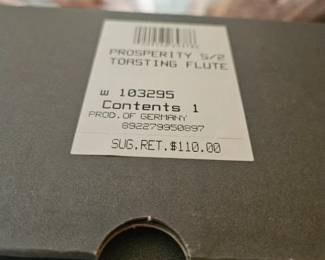 PROSPERITY S/2
TOASTING FLUTE
W 103295
Contents 1
PROD.OF GERMANY
892279950897
SUG.RET.$110.00